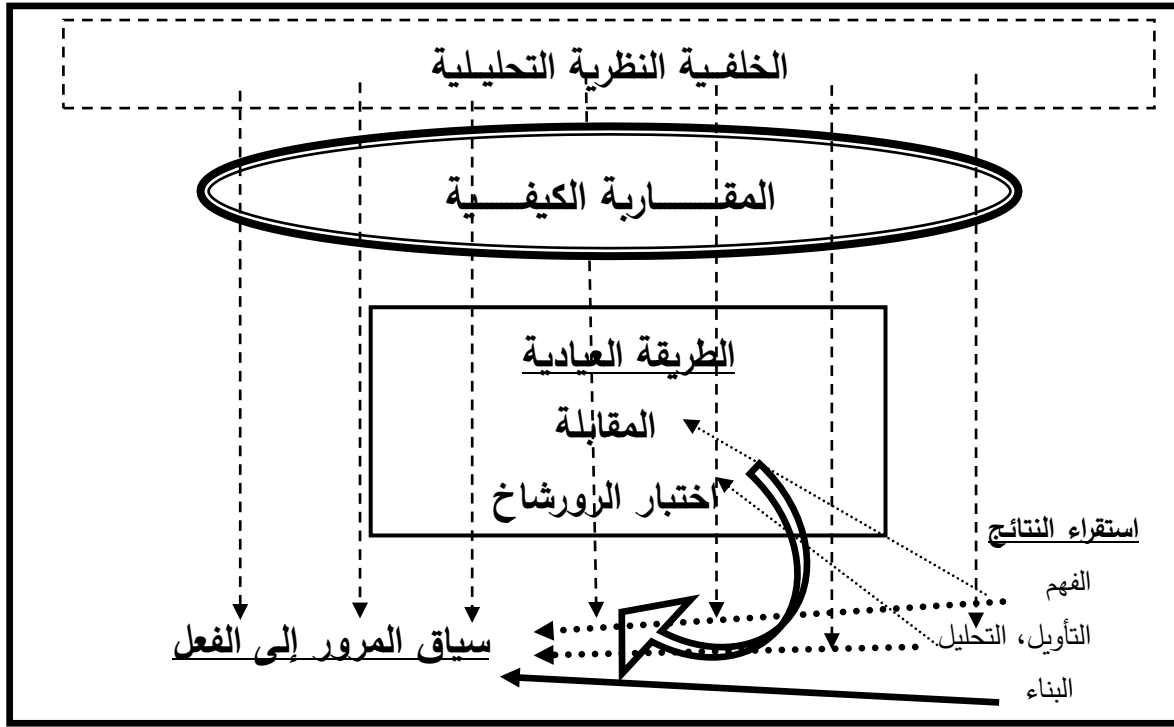 الخلفية النظرية التحليلية
المقاربة الكيفية
الطريقة العيادية
المقابلة
اختبار الرورشاخ
استقراء النتائج
الفهم
التأويل، التحليل
البناء
سياق المرور إلى الفعل